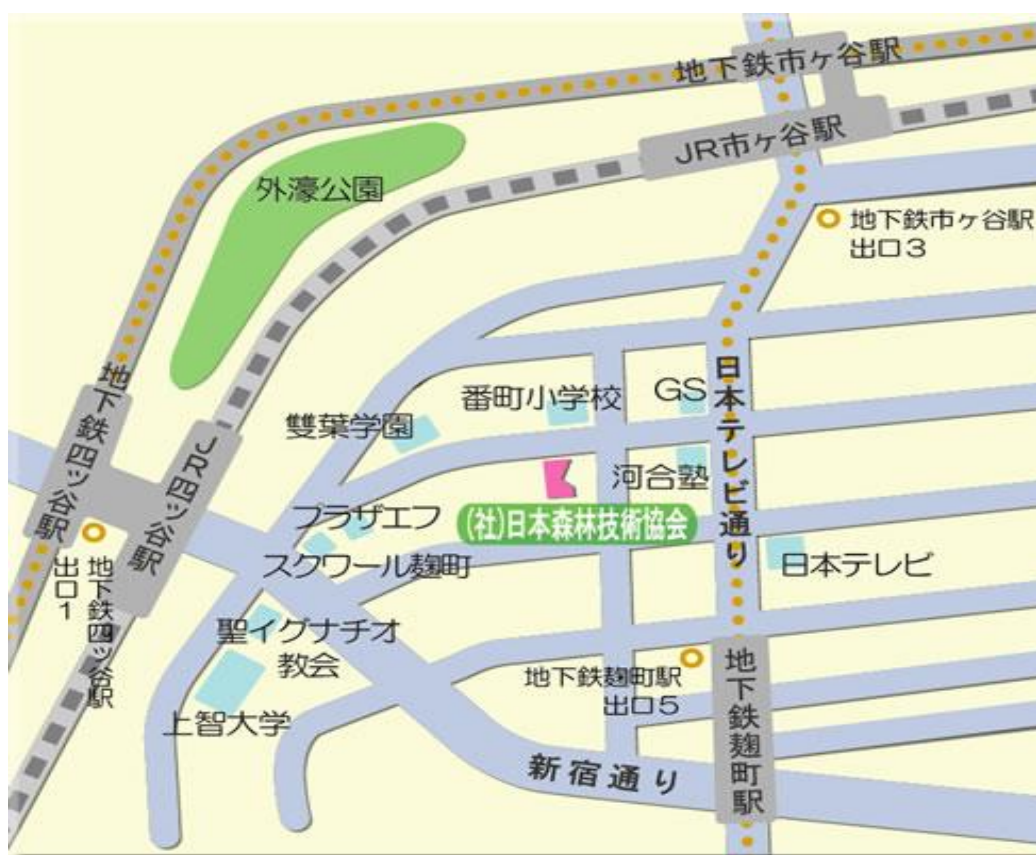 地下鉄市ヶ谷駅
JR市ヶ谷駅
外濠公園
地下鉄市ヶ谷駅
出口3
日本テレビ通り
番町小学校
GS
雙葉学園
河合塾
地下鉄四ッ谷駅
JR四ッ谷駅
プラザエフ
(社)日本森林技術協会
スクワール麹町
日本テレビ
地下鉄四ッ谷駅
出口1
聖イグナチオ
教会
地下鉄麹町駅
出口5
地下鉄麹町駅
上智大学
新宿通り